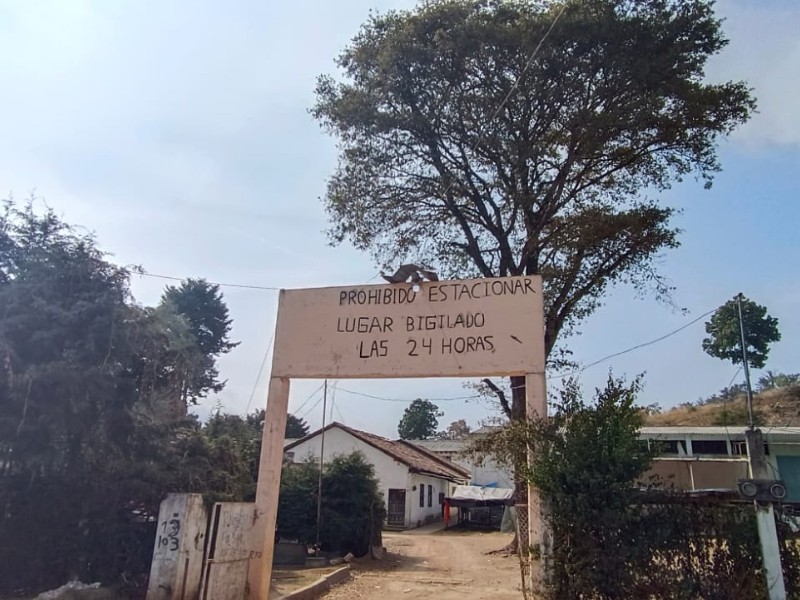 PROHIBIDO ESTACIONAR
LUGAR BIGILADO
LAS 24 HORAS